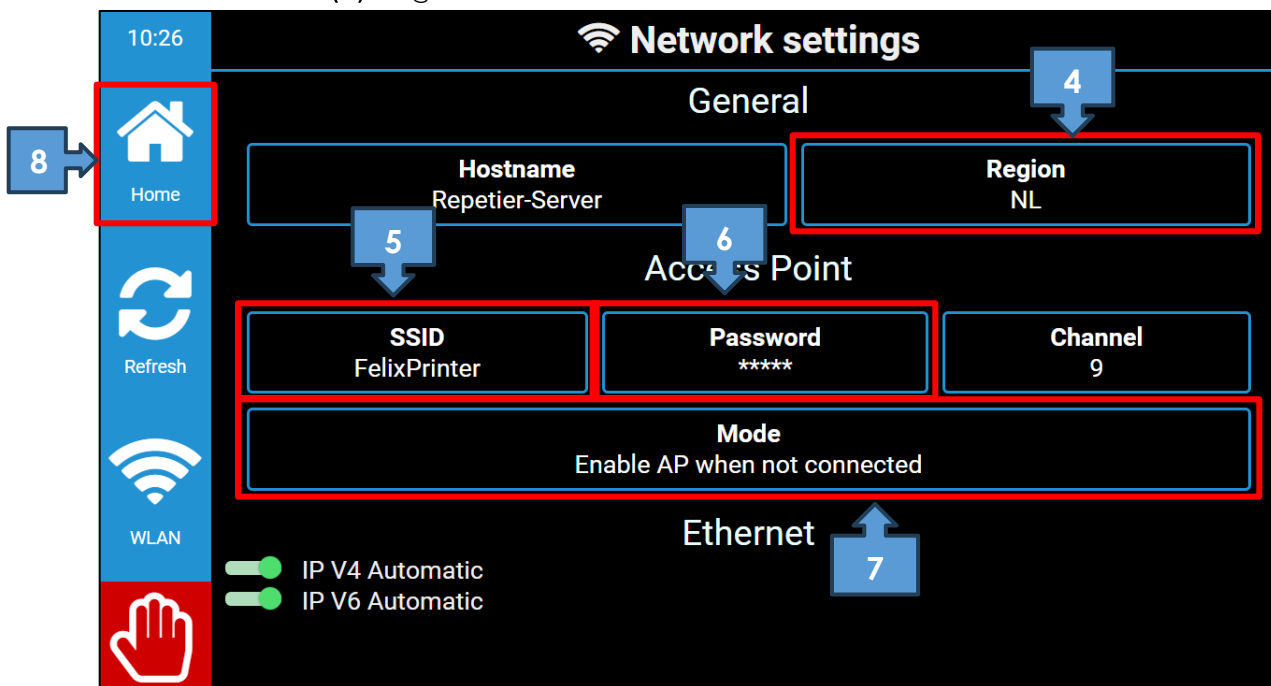 10:26
Network settings
4
General
8
Home
Hostname
Repetier-Server
Region
NL
5
6
Access Point
Refresh
SSID
FelixPrinter
Password
*****
Channel
9
Mode
Enable AP when not connected
WLAN
Ethernet
7
IP V4 Automatic
IP V6 Automatic